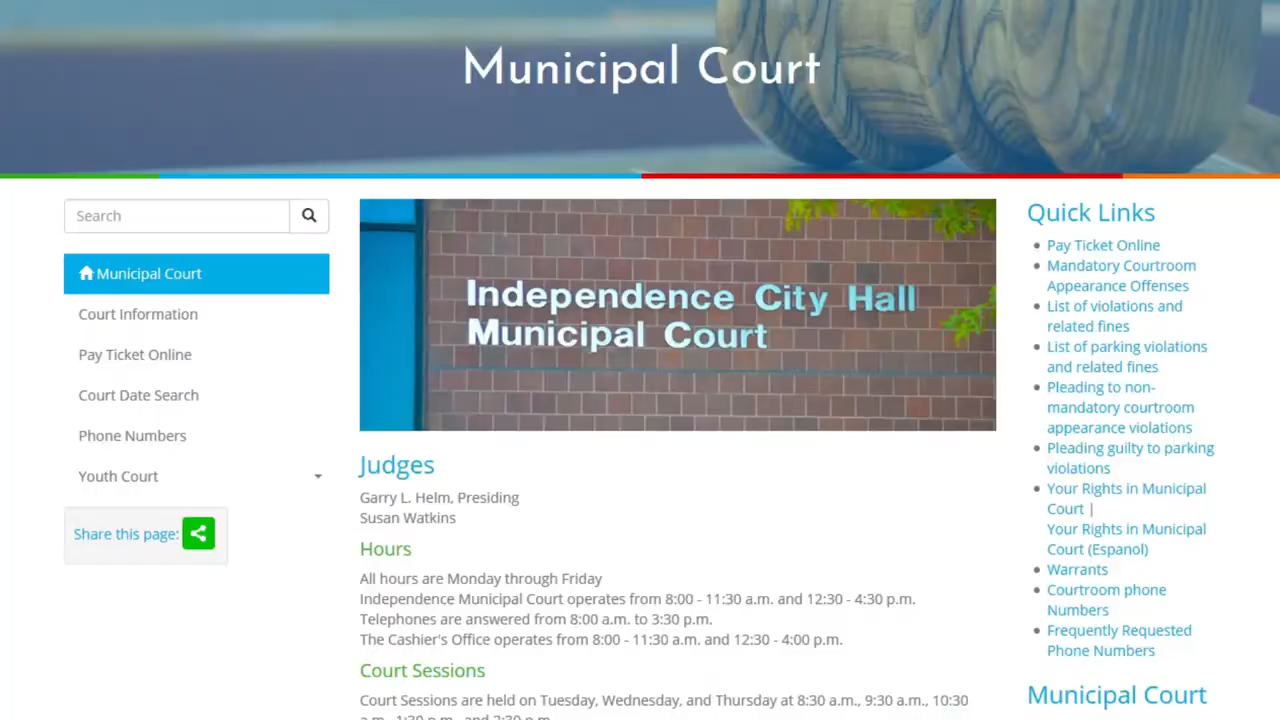 Municipal Court
Search
Municipal Court
Court Information
Pay Ticket Online
Court Date Search
Phone Numbers
Youth Court
Share this page:
Independence City Hall
Municipal Court
Judges
Garry L. Helm, Presiding
Susan Watkins
Hours
All hours are Monday through Friday
Independence Municipal Court operates from 8:00 - 11:30 a.m. and 12:30 - 4:30 p.m.
Telephones are answered from 8:00 a.m. to 3:30 p.m.
The Cashier's Office operates from 8:00 - 11:30 a.m. and 12:30 - 4:00 p.m.
Court Sessions
Court Sessions are held on Tuesday, Wednesday, and Thursday at 8:30 a.m., 9:30 a.m., 10:30
a.m., 1:30 p.m., and 2:30 p.m.
Quick Links
Pay Ticket Online
Mandatory Courtroom
Appearance Offenses
List of violations and
related fines
List of parking violations
and related fines
Pleading to non-
mandatory courtroom
appearance violations
Pleading guilty to parking
violations
Your Rights in Municipal
Court |
Your Rights in Municipal
Court (Espanol)
Warrants
Courtroom phone
Numbers
Frequently Requested
Phone Numbers
Municipal Court